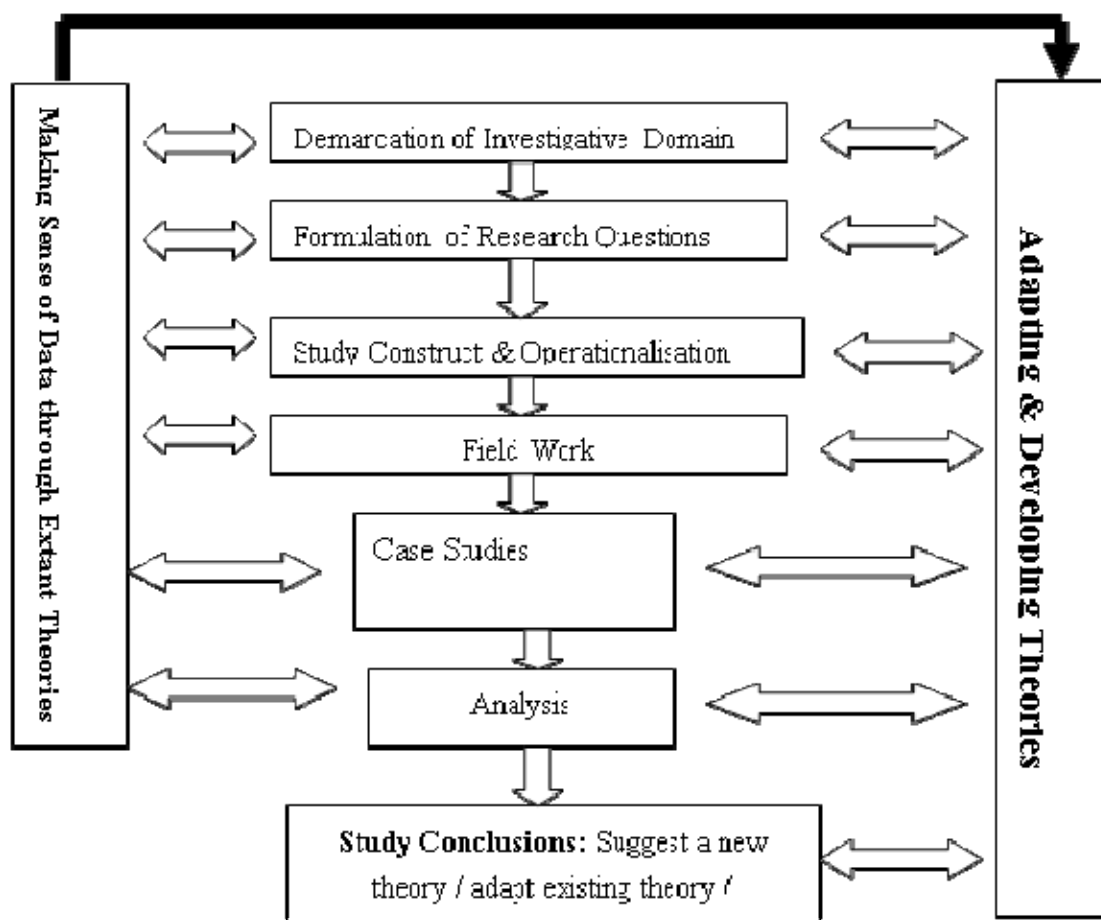 Making Sense of Data through Extant Theories
Demarcation of Investigative Domain
Formulation of Research Questions
Study Construct & Operationalisation
Field Work
Case Studies
Analysis
Study Conclusions: Suggest a new
theory / adapt existing theory /
Adapting & Developing Theories